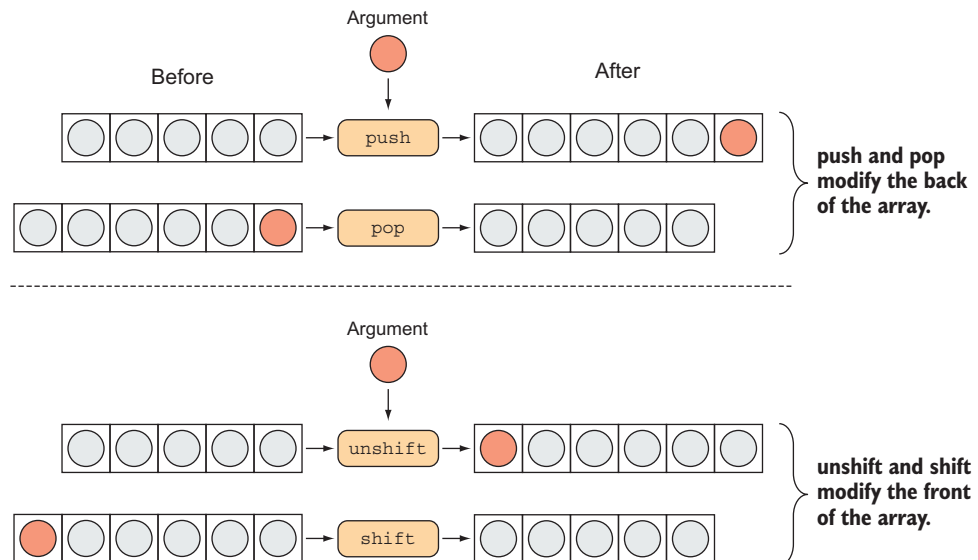 Argument
Before
After
push
push and pop
modify the back
of the array.
pop
Argument
unshift
unshift and shift
modify the front
of the array.
shift